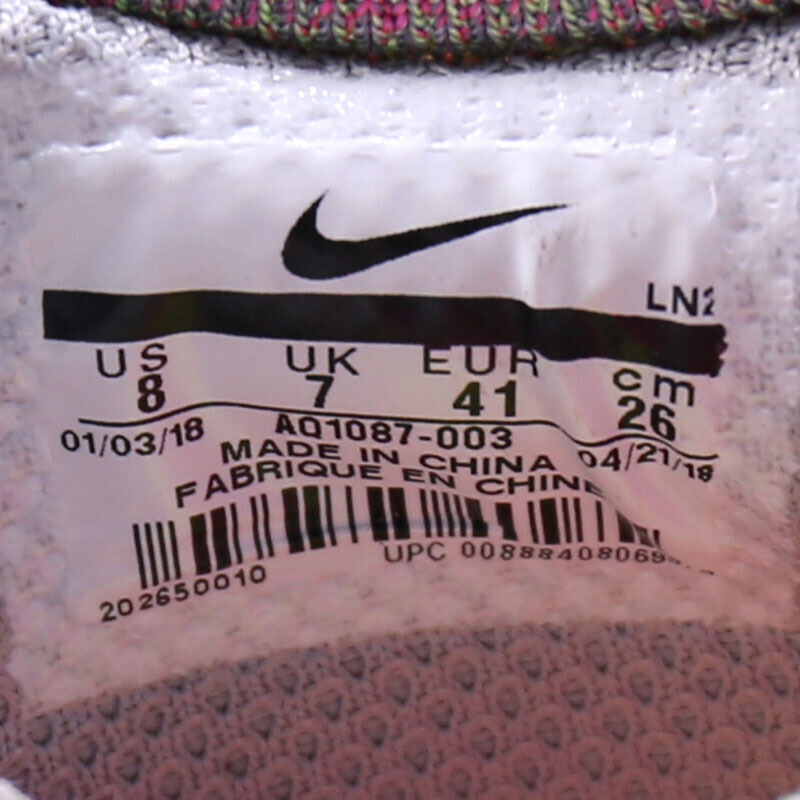 LN2
US UK EUR cm
8 7 41 26
01/03/18 AQ1087-003 04/21/18
MADE IN CHINA
FABRIQUE EN CHINE
UPC
202650010